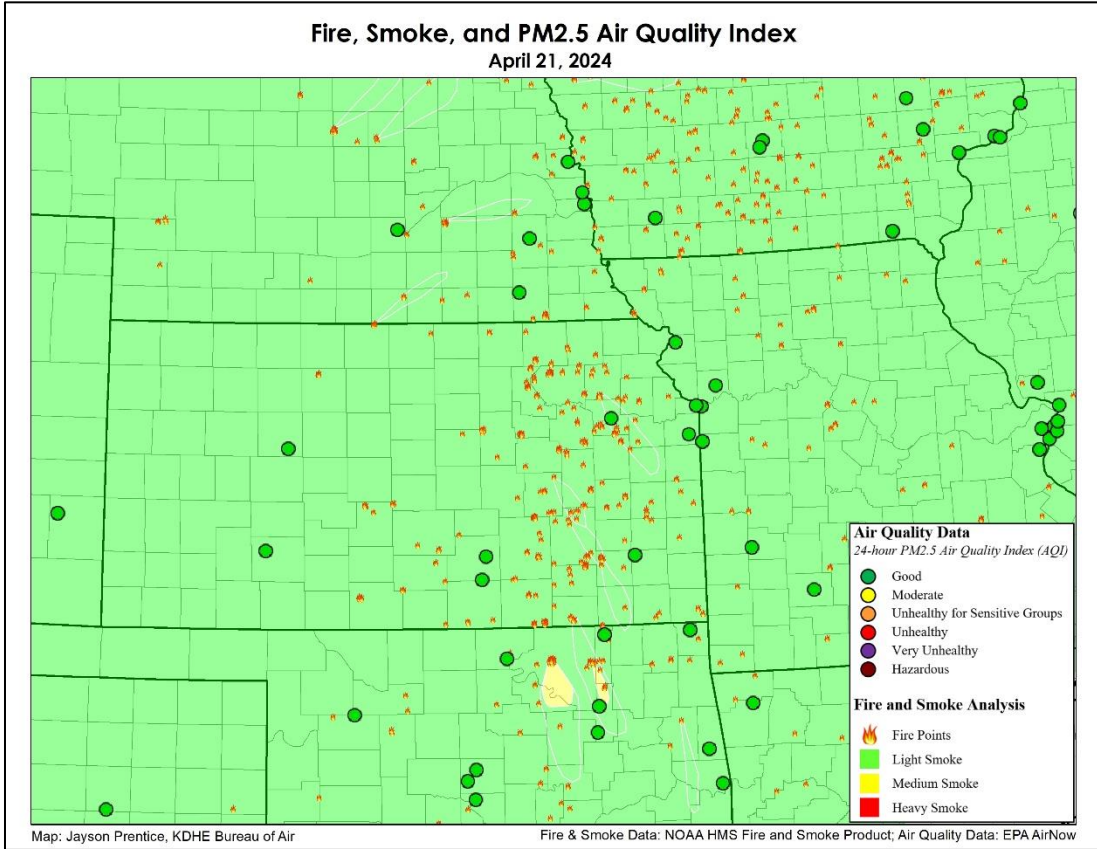 Fire, Smoke, and PM2.5 Air Quality Index
April 21, 2024
Air Quality Data
24-hour PM2.5 Air Quality Index (AQI)
Good
Moderate
Unhealthy for Sensitive Groups
Unhealthy
Very Unhealthy
Hazardous
Fire and Smoke Analysis
Fire Points
Light Smoke
Medium Smoke
Heavy Smoke
Map: Jayson Prentice, KDHE Bureau of Air
Fire & Smoke Data: NOAA HMS Fire and Smoke Product; Air Quality Data: EPA AirNow